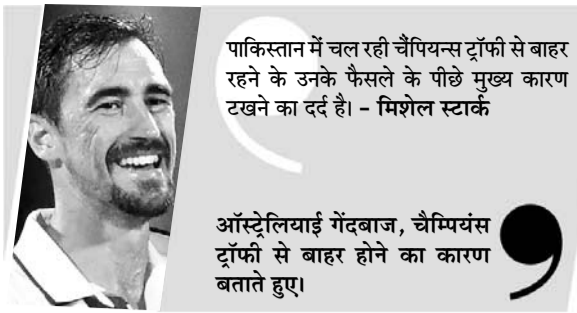 पाकिस्तान में चल रही चैंपियन्स ट्रॉफी से बाहर
रहने के उनके फैसले के पीछे मुख्य कारण
टखने का दर्द है। - मिशेल स्टार्क
ऑस्ट्रेलियाई गेंदबाज, चैम्पियंस
ट्रॉफी से बाहर होने का कारण
बताते हुए।